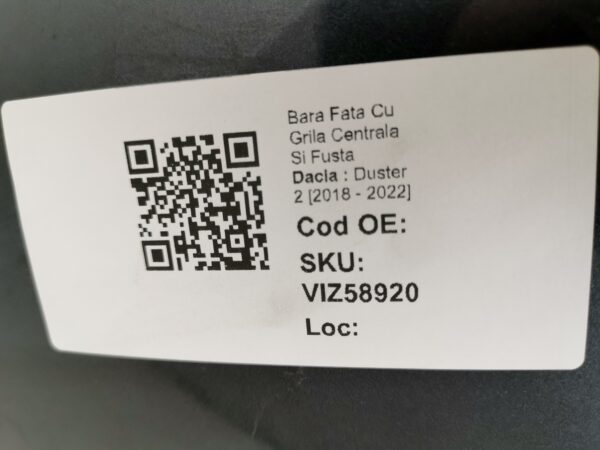 Bara Fata Cu
Grila Centrala
Si Fusta
Dacia : Duster
2 [2018 - 2022]
Cod OE:
SKU:
VIZ58920
Loc: